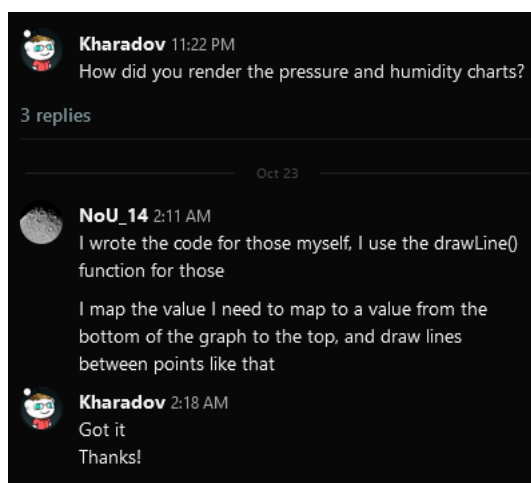 Kharadov 11:22 PM
How did you render the pressure and humidity charts?
3 replies
Oct 23
NoU_14 2:11 AM
I wrote the code for those myself, I use the drawLine()
function for those
I map the value I need to map to a value from the
bottom of the graph to the top, and draw lines
between points like that
Kharadov 2:18 AM
Got it
Thanks!